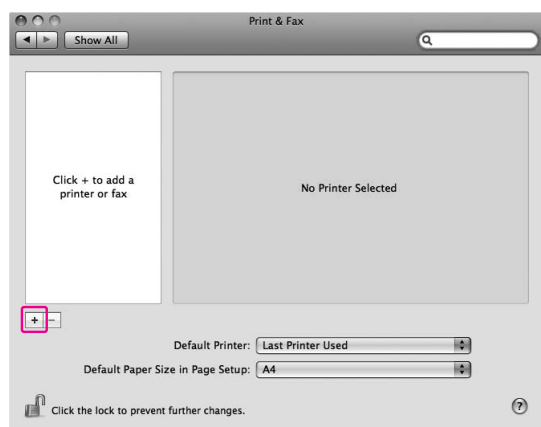 Print & Fax
Show All
Click + to add a
printer or fax
No Printer Selected
+ −
Default Printer: Last Printer Used
Default Paper Size in Page Setup: A4
Click the lock to prevent further changes.
?